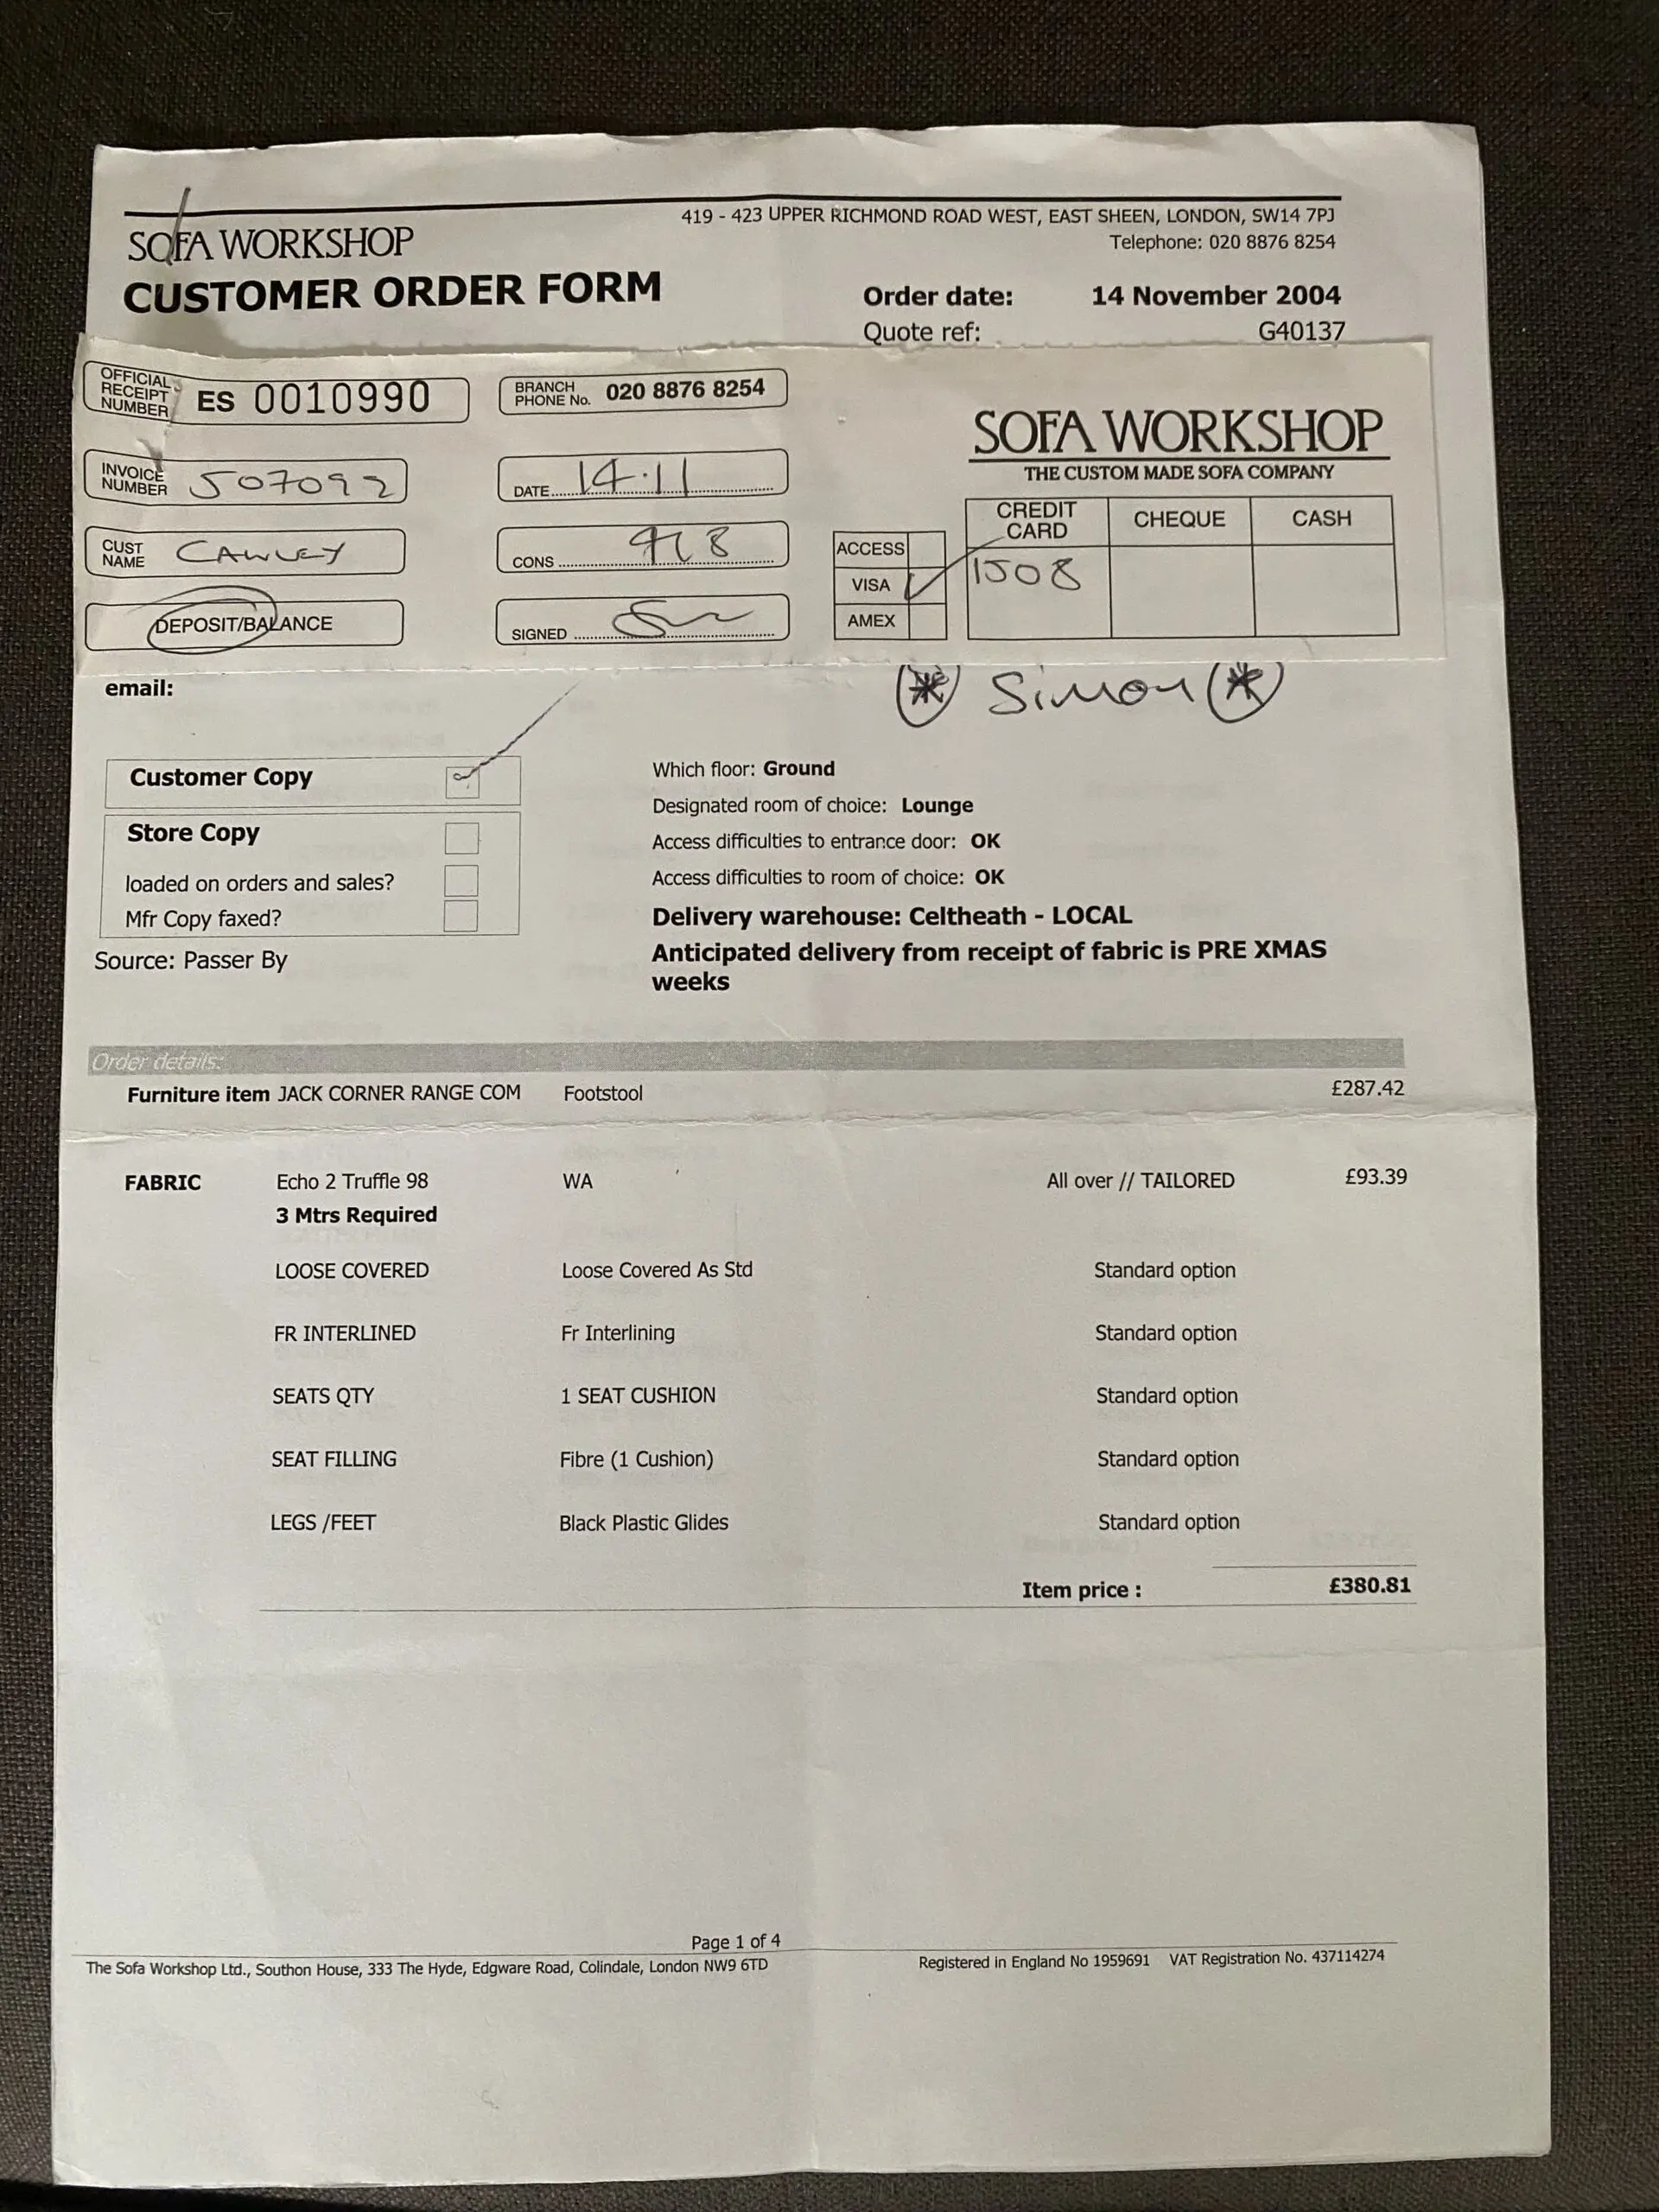 419 - 423 UPPER RICHMOND ROAD WEST, EAST SHEEN, LONDON, SW14 7PJ
SOFA WORKSHOP
Telephone: 020 8876 8254
CUSTOMER ORDER FORM
Order date: 14 November 2004
Quote ref: G40137
OFFICIAL RECEIPT NUMBER ES 0010990
BRANCH PHONE No. 020 8876 8254
SOFA WORKSHOP
THE CUSTOM MADE SOFA COMPANY
INVOICE NUMBER 507092
DATE 14.11
CREDIT CARD CHEQUE CASH
CUST NAME CAWLEY
CONS
ACCESS
VISA 1508
AMEX
DEPOSIT/BALANCE
SIGNED
email:
Simon
Customer Copy
Which floor: Ground
Designated room of choice: Lounge
Store Copy
Access difficulties to entrance door: OK
loaded on orders and sales?
Access difficulties to room of choice: OK
Mfr Copy faxed?
Delivery warehouse: Celtheath - LOCAL
Source: Passer By
Anticipated delivery from receipt of fabric is PRE XMAS
weeks
Order details:
Furniture item JACK CORNER RANGE COM Footstool £287.42
FABRIC Echo 2 Truffle 98 WA All over // TAILORED £93.39
3 Mtrs Required
LOOSE COVERED Loose Covered As Std Standard option
FR INTERLINED Fr Interlining Standard option
SEATS QTY 1 SEAT CUSHION Standard option
SEAT FILLING Fibre (1 Cushion) Standard option
LEGS /FEET Black Plastic Glides Standard option
Item price : £380.81
Page 1 of 4
The Sofa Workshop Ltd., Southon House, 333 The Hyde, Edgware Road, Colindale, London NW9 6TD
Registered in England No 1959691 VAT Registration No. 437114274